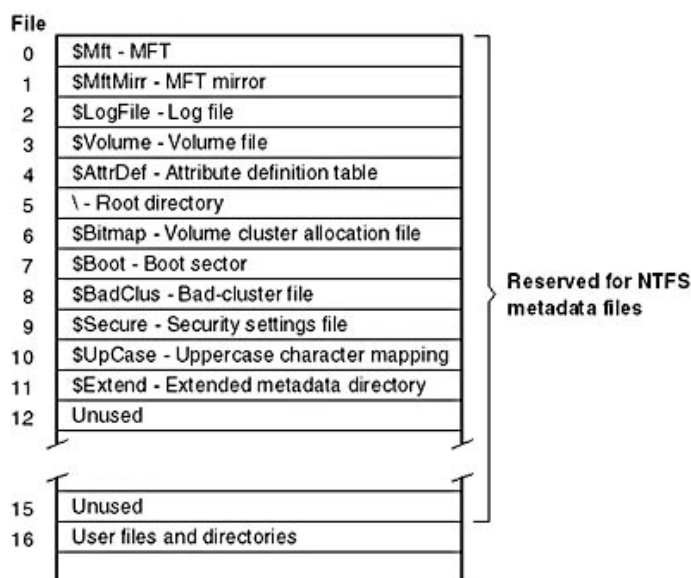 File
0 $Mft - MFT
1 $MftMirr - MFT mirror
2 $LogFile - Log file
3 $Volume - Volume file
4 $AttrDef - Attribute definition table
5 \ - Root directory
6 $Bitmap - Volume cluster allocation file
7 $Boot - Boot sector
8 $BadClus - Bad-cluster file
9 $Secure - Security settings file
10 $UpCase - Uppercase character mapping
11 $Extend - Extended metadata directory
12 Unused
15 Unused
16 User files and directories
Reserved for NTFS
metadata files